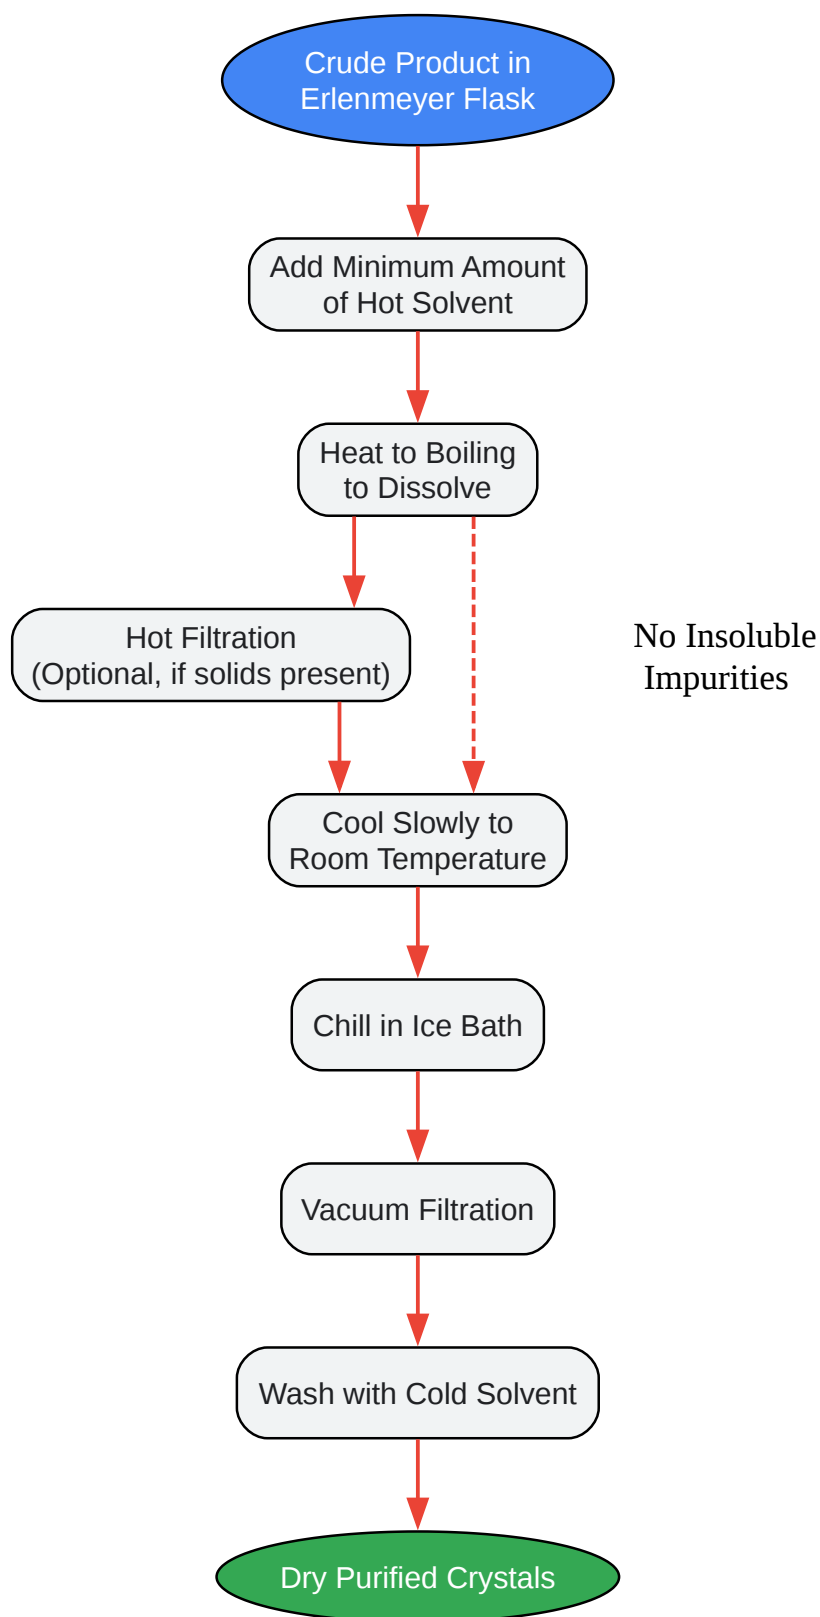 Crude Product in
Erlenmeyer Flask
Add Minimum Amount
of Hot Solvent
Heat to Boiling
to Dissolve
Hot Filtration
(Optional, if solids present)
No Insoluble
Impurities
Cool Slowly to
Room Temperature
Chill in Ice Bath
Vacuum Filtration
Wash with Cold Solvent
Dry Purified Crystals